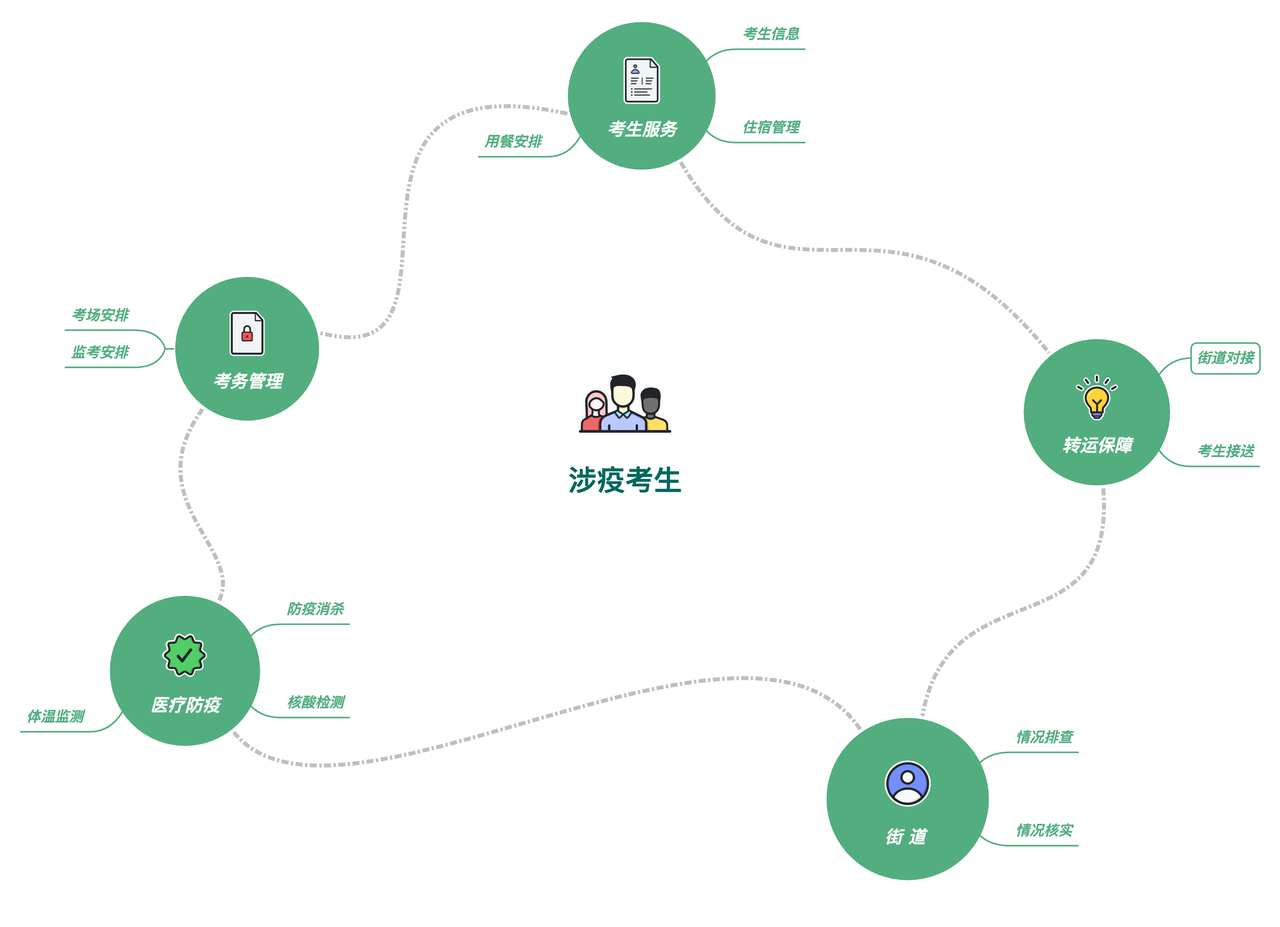 考生信息
考生服务
用餐安排
住宿管理
考场安排
监考安排
考务管理
街道对接
转运保障
考生接送
涉疫考生
防疫消杀
医疗防疫
核酸检测
体温监测
情况排查
街 道
情况核实